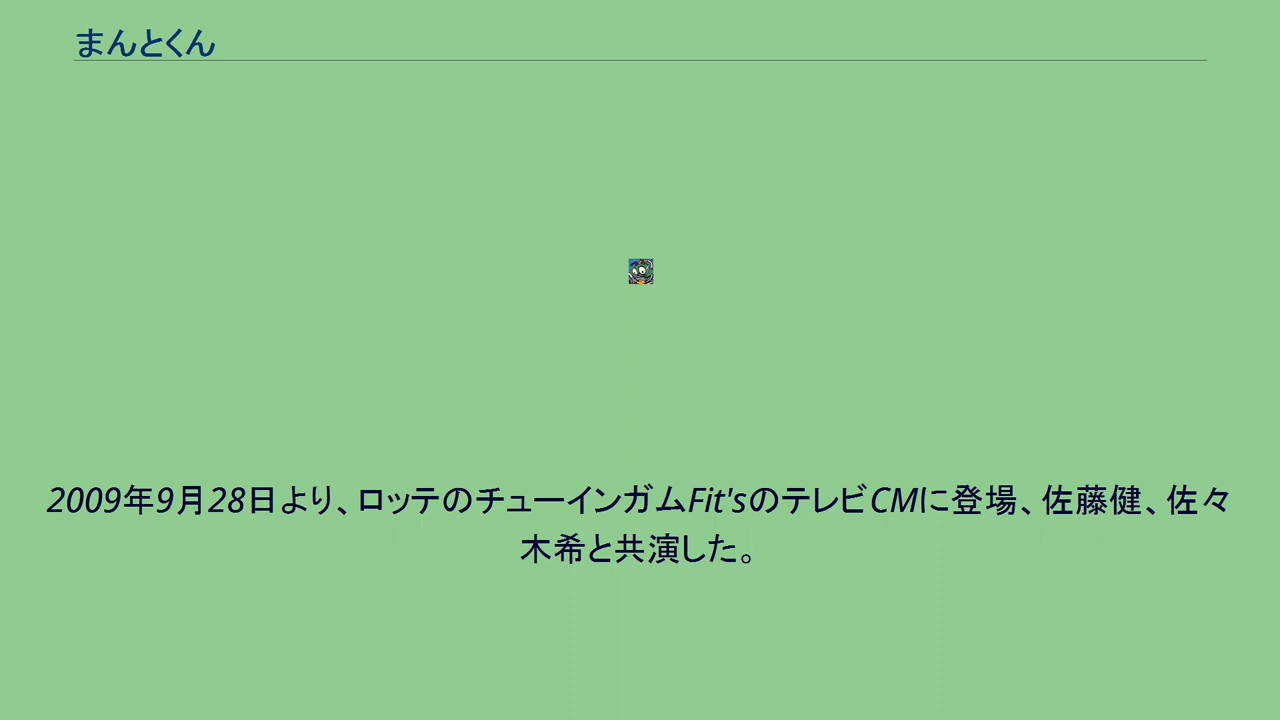 まんとくん
2009年9月28日より、ロッテのチューインガムFit'sのテレビCMに登場、佐藤健、佐々
木希と共演した。